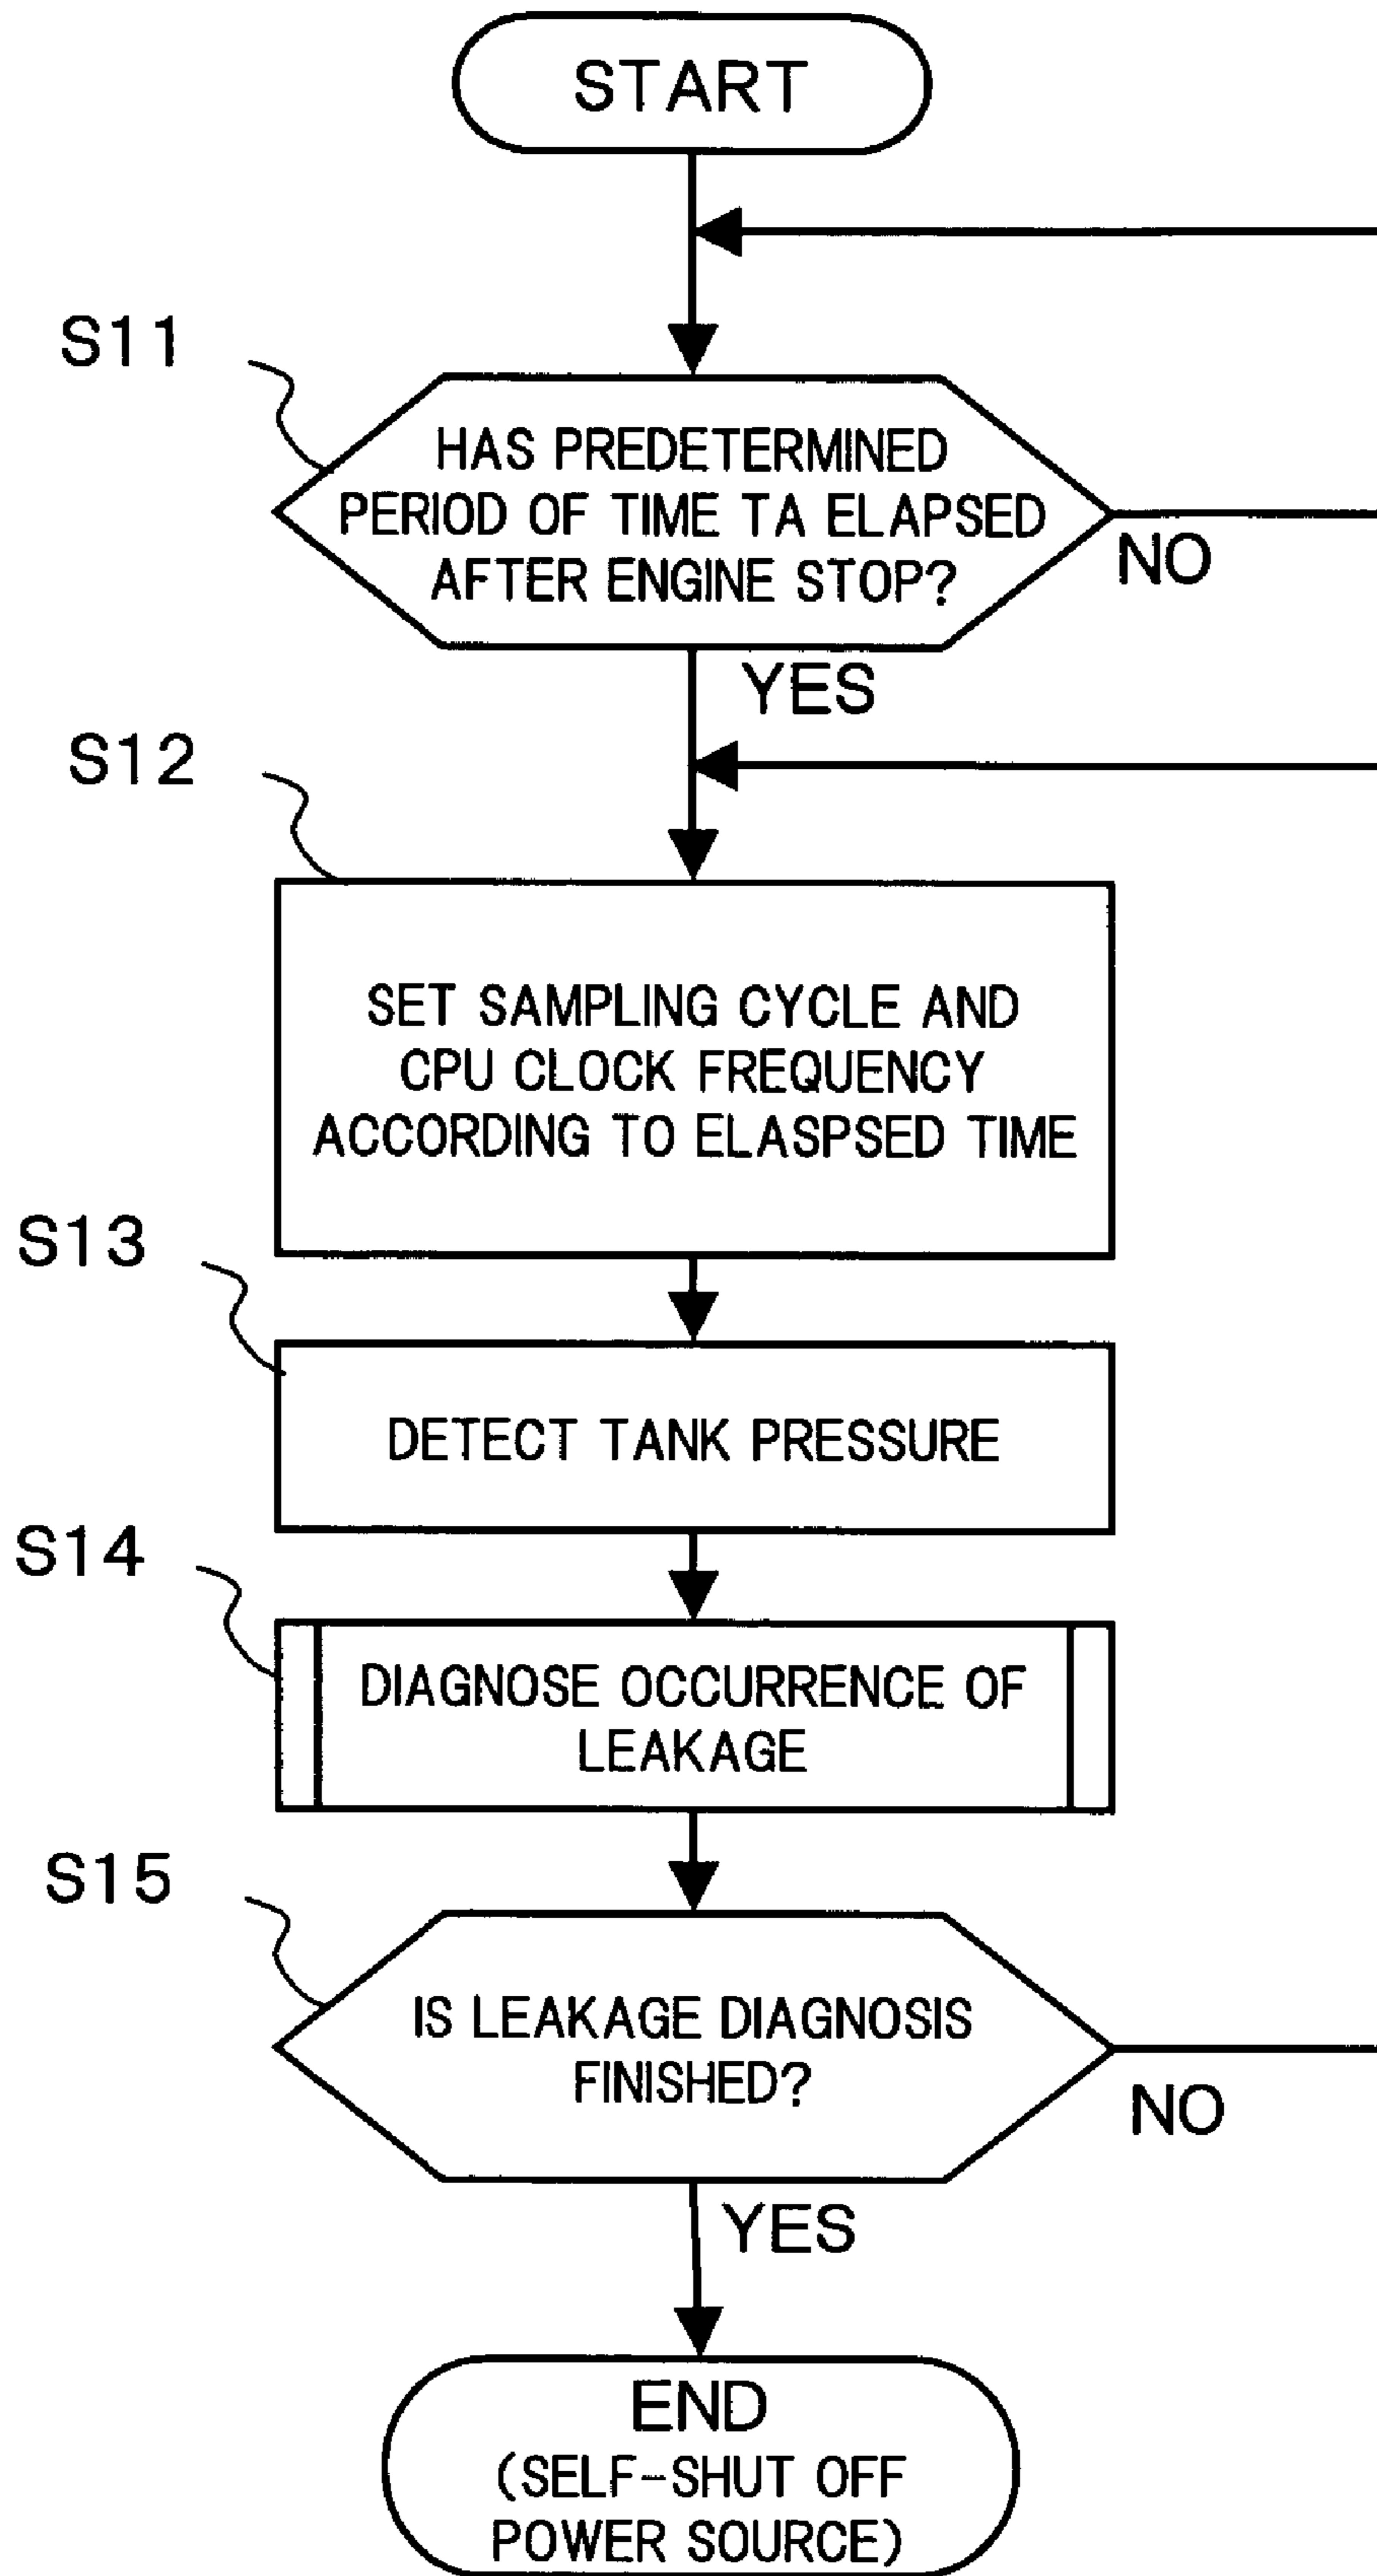 START
S11
HAS PREDETERMINED
PERIOD OF TIME TA ELAPSED
AFTER ENGINE STOP?
NO
YES
S12
SET SAMPLING CYCLE AND
CPU CLOCK FREQUENCY
ACCORDING TO ELASPSED TIME
S13
DETECT TANK PRESSURE
S14
DIAGNOSE OCCURRENCE OF
LEAKAGE
S15
IS LEAKAGE DIAGNOSIS
FINISHED?
NO
YES
END
(SELF-SHUT OFF
POWER SOURCE)